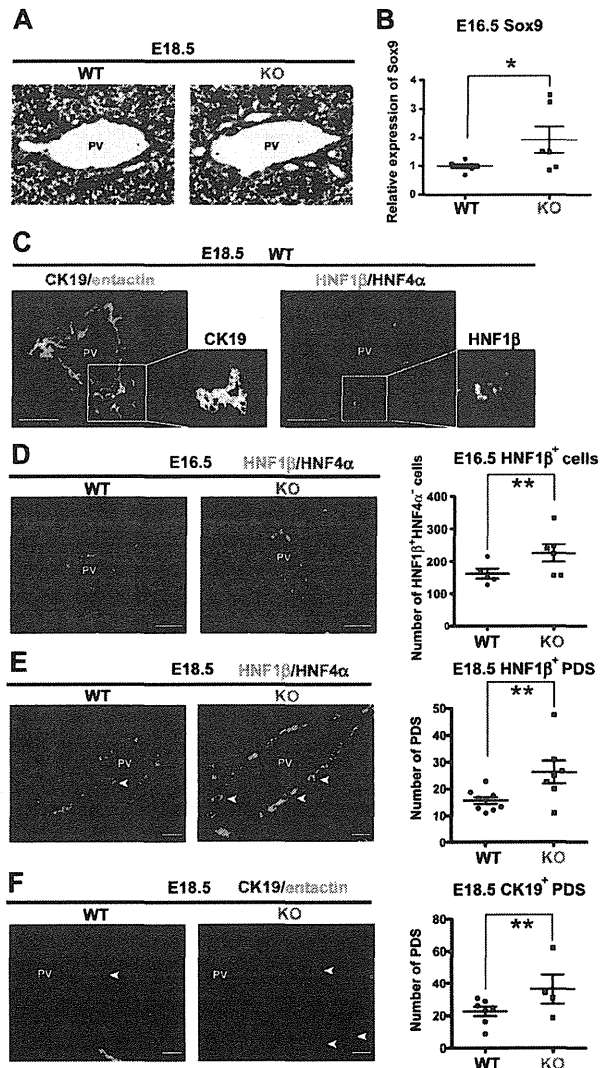 A
E18.5
WT KO
PV PV
B
E16.5 Sox9
*
Relative expression of Sox9
4
3
2
1
0
WT KO
C
E18.5 WT
CK19/entactin
HNF1β/HNF4α
PV
CK19
PV
HNF1β
D
E16.5 HNF1β/HNF4α
WT KO
PV PV
E16.5 HNF1β⁺ cells
**
Number of HNF1β⁺HNF4α⁻ cells
400
300
200
100
0
WT KO
E
E18.5 HNF1β/HNF4α
WT KO
PV PV
E18.5 HNF1β⁺ PDS
**
Number of PDS
50
40
30
20
10
0
WT KO
F
E18.5 CK19/entactin
WT KO
PV PV
E18.5 CK19⁺ PDS
**
Number of PDS
80
60
40
20
0
WT KO